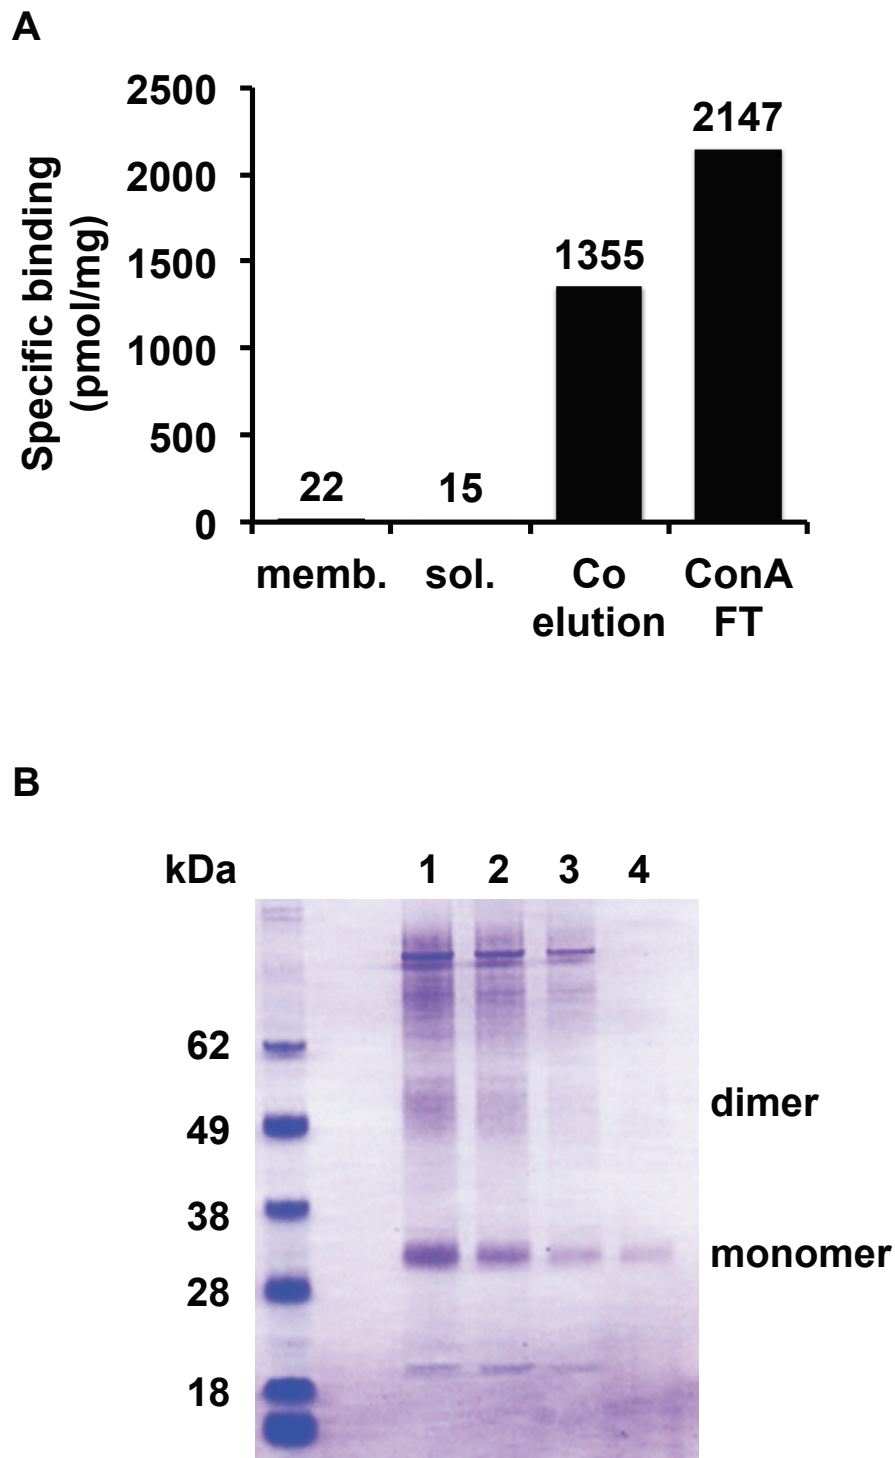 A
Specific binding
(pmol/mg)
2500
2000
1500
1000
500
0
22
15
1355
2147
memb.
sol.
Co
elution
ConA
FT
B
kDa
1
2
3
4
62
49
38
28
18
dimer
monomer